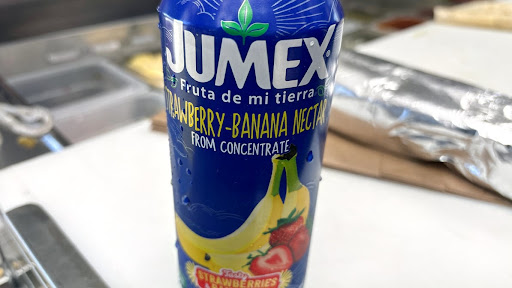 JUMEX
Fruta de mi tierra
STRAWBERRY-BANANA NECTAR
FROM CONCENTRATE
STRAWBERRIES